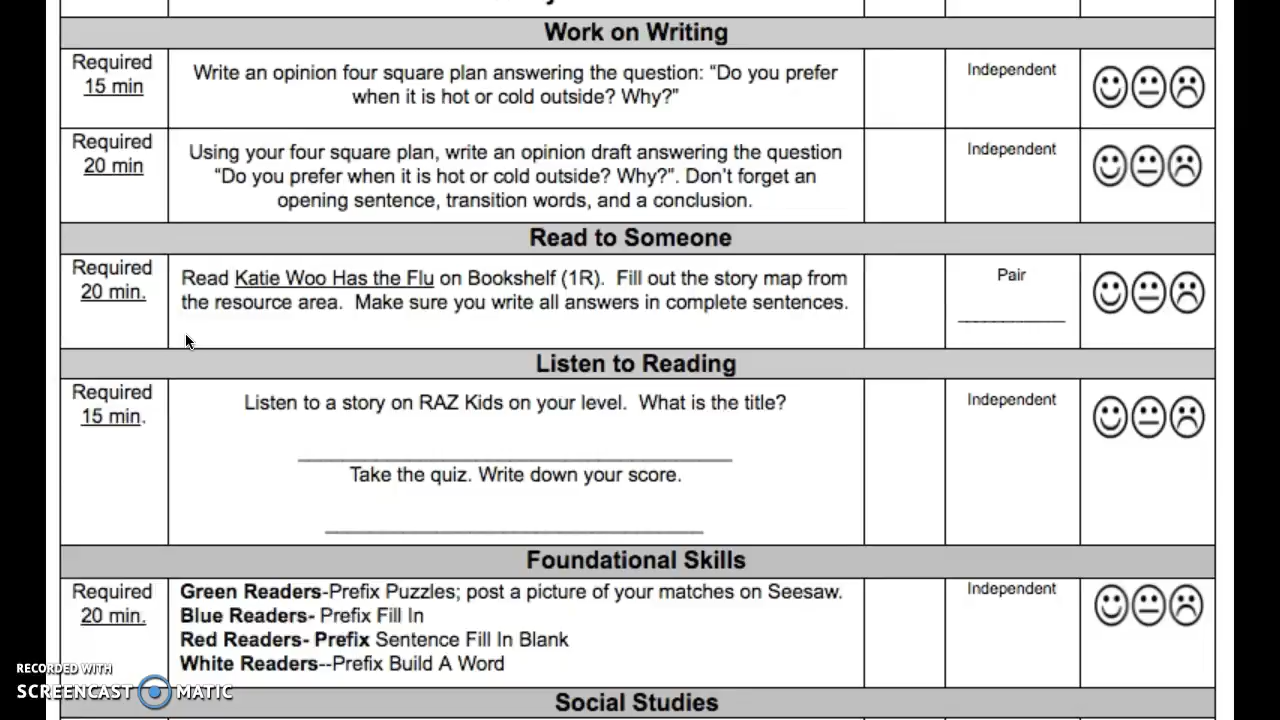 Work on Writing
Required
15 min
Write an opinion four square plan answering the question: “Do you prefer
when it is hot or cold outside? Why?”
Independent
Required
20 min
Using your four square plan, write an opinion draft answering the question
“Do you prefer when it is hot or cold outside? Why?”. Don’t forget an
opening sentence, transition words, and a conclusion.
Independent
Read to Someone
Required
20 min.
Read Katie Woo Has the Flu on Bookshelf (1R).  Fill out the story map from
the resource area.  Make sure you write all answers in complete sentences.
Pair
Listen to Reading
Required
15 min.
Listen to a story on RAZ Kids on your level.  What is the title?
Take the quiz. Write down your score.
Independent
Foundational Skills
Required
20 min.
Green Readers-Prefix Puzzles; post a picture of your matches on Seesaw.
Blue Readers- Prefix Fill In
Red Readers- Prefix Sentence Fill In Blank
White Readers--Prefix Build A Word
Independent
Social Studies
RECORDED WITH
SCREENCAST MATIC